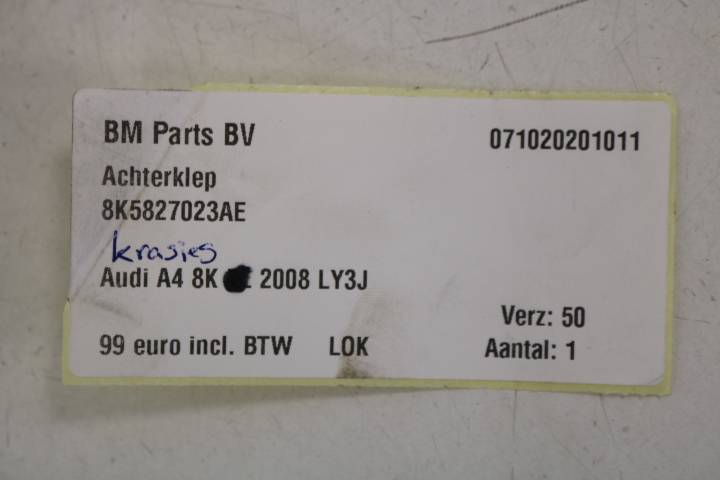 BM Parts BV 071020201011
Achterklep
8K5827023AE
krasjes
Audi A4 8K 2008 LY3J
Verz: 50
99 euro incl. BTW LOK Aantal: 1